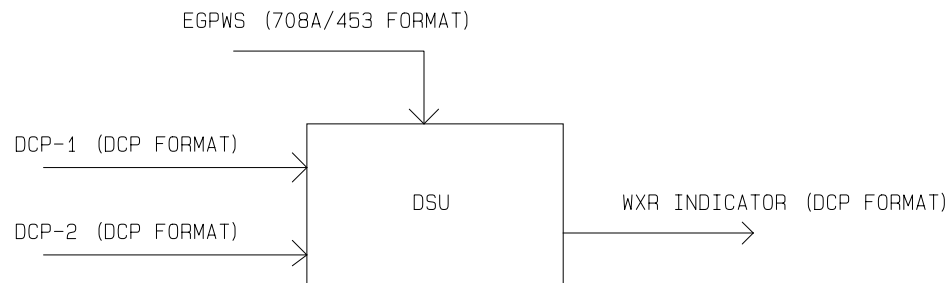 EGPWS (708A/453 FORMAT)
DCP-1 (DCP FORMAT)
DSU
WXR INDICATOR (DCP FORMAT)
DCP-2 (DCP FORMAT)